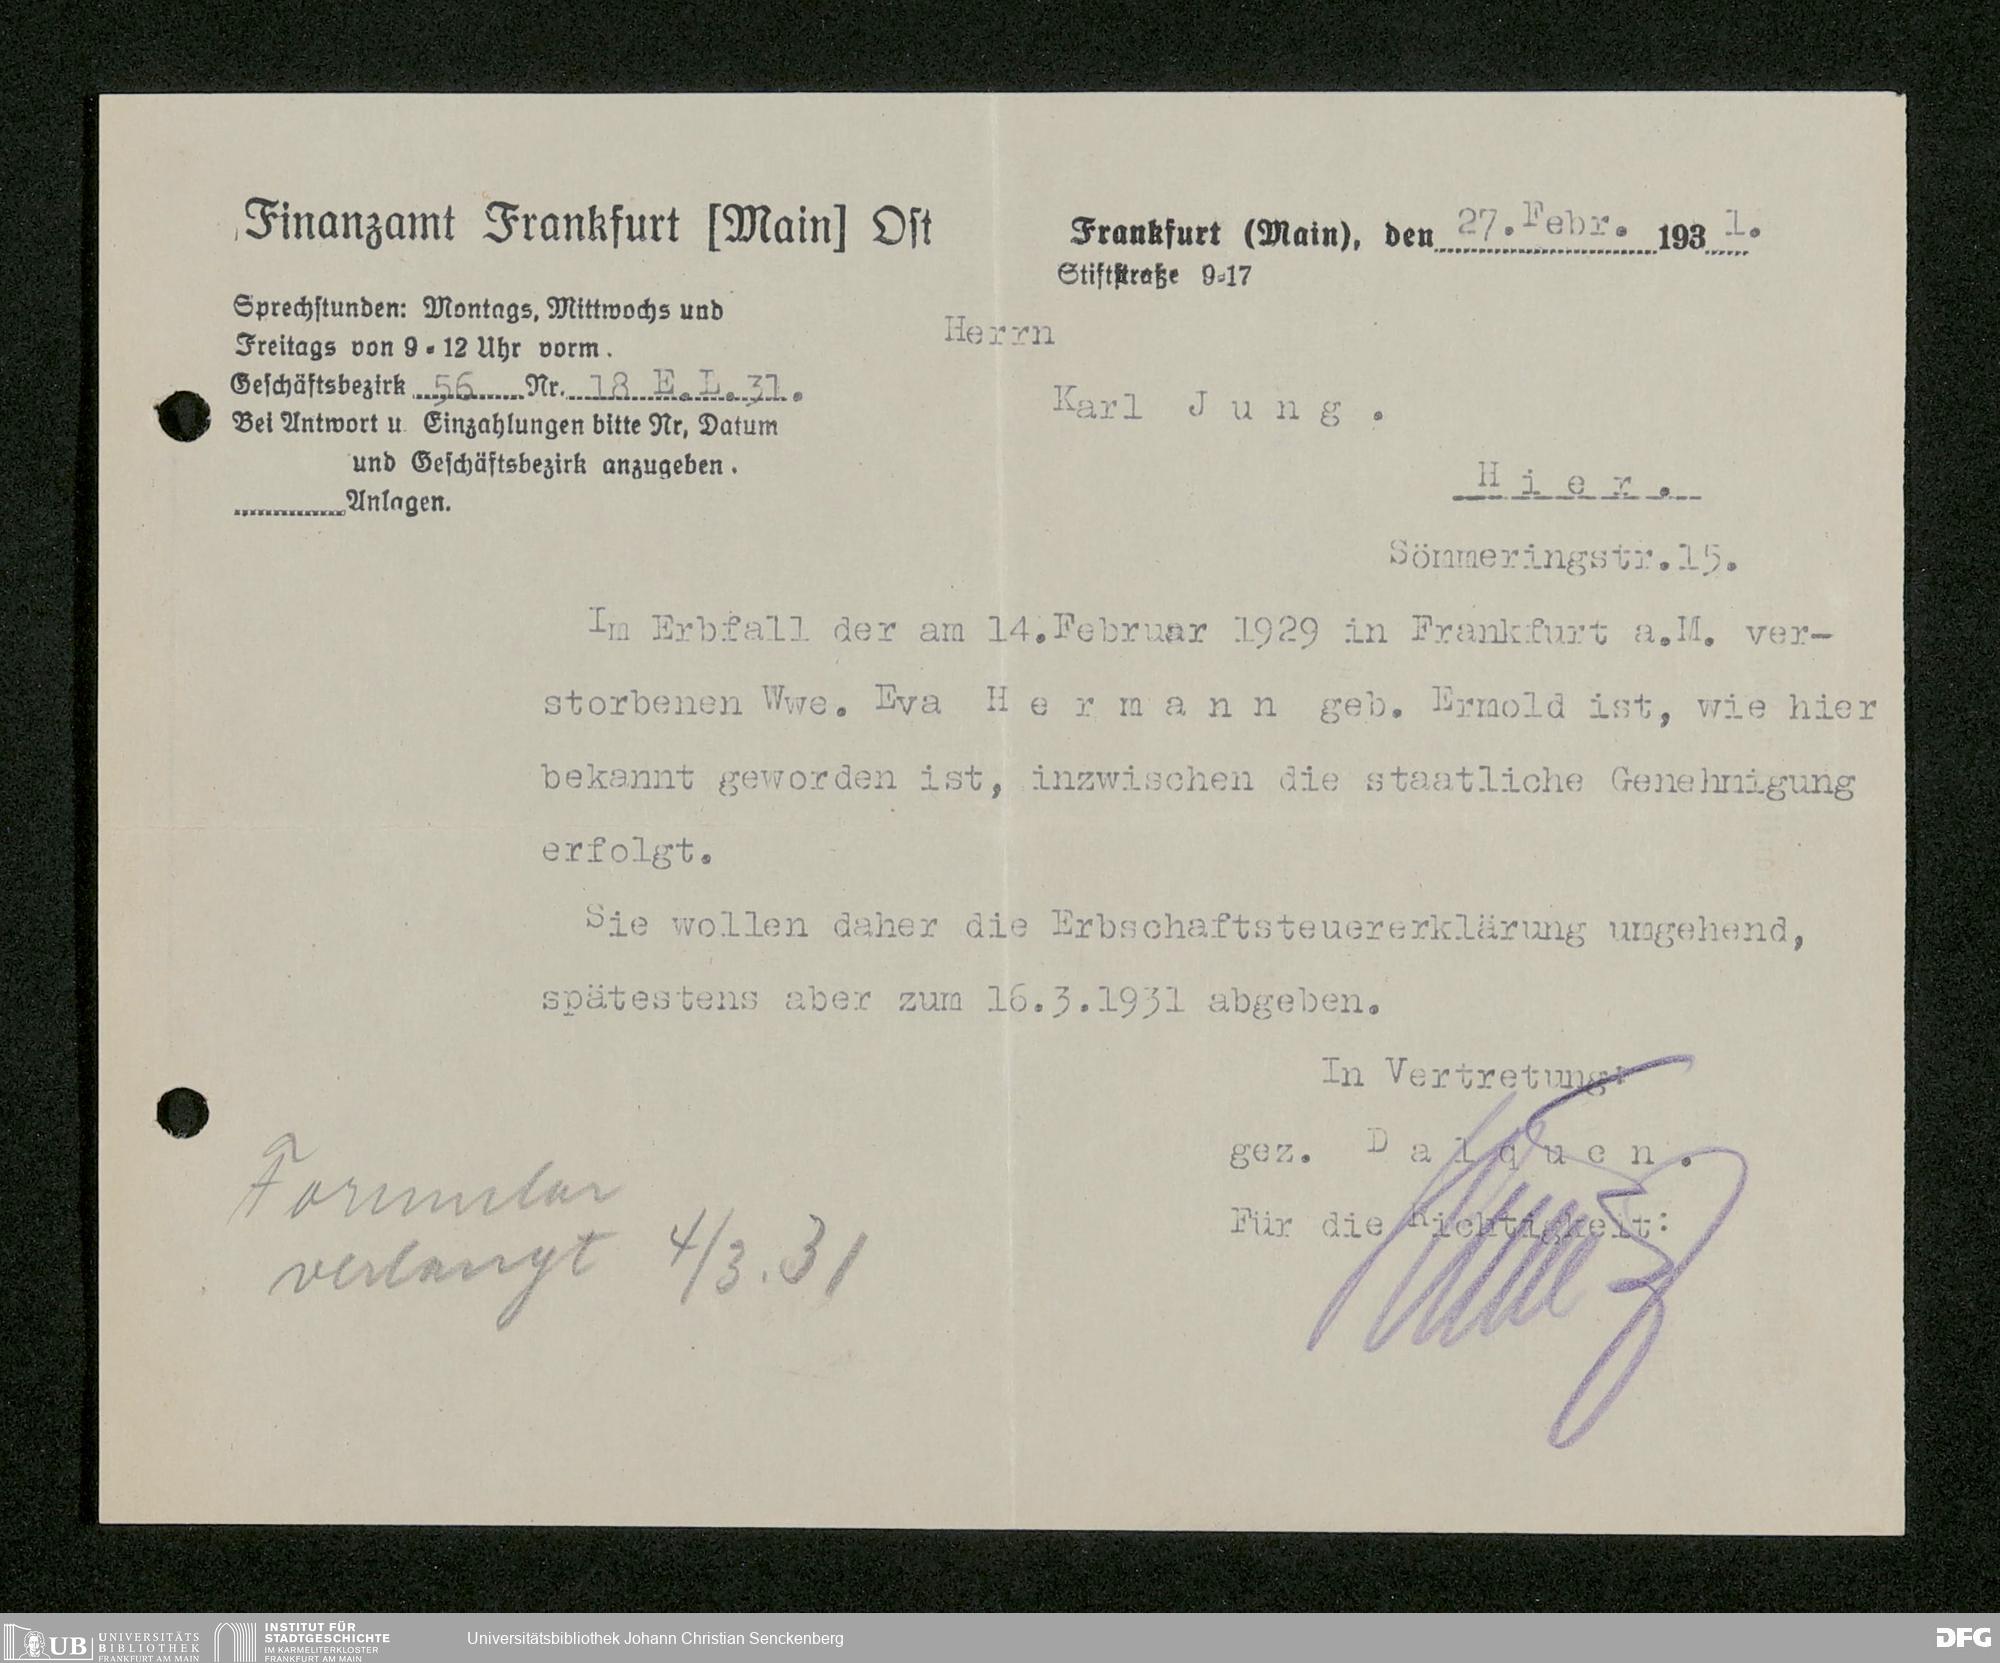 Finanzamt Frankfurt [Main] Ost
Sprechstunden: Montags, Mittwochs und
Freitags von 9-12 Uhr vorm.
Geschäftsbezirk 56 Nr. 18 E.L.31.
Bei Antwort u Einzahlungen bitte Nr, Datum
und Geschäftsbezirk anzugeben.
Anlagen.
Frankfurt (Main), den 27.Febr. 1931.
Stiftstraße 9-17
Herrn
Karl J u n g .
H i e r .
Sömmeringstr.15.
Im Erbfall der am 14.Februar 1929 in Frankfurt a.M. ver-
storbenen Wwe. Eva H e r m a n n geb. Ermold ist, wie hier
bekannt geworden ist, inzwischen die staatliche Genehmigung
erfolgt.
Sie wollen daher die Erbschaftsteuererklärung umgehend,
spätestens aber zum 16.3.1931 abgeben.
In Vertretung:
gez. D a l q u e n .
Für die Richtigkeit:
Formular
verlangt 4/3.31
UB UNIVERSITÄTS
BIBLIOTHEK
FRANKFURT AM MAIN
INSTITUT FÜR
STADTGESCHICHTE
IM KARMELITERKLOSTER
FRANKFURT AM MAIN
Universitätsbibliothek Johann Christian Senckenberg
DFG